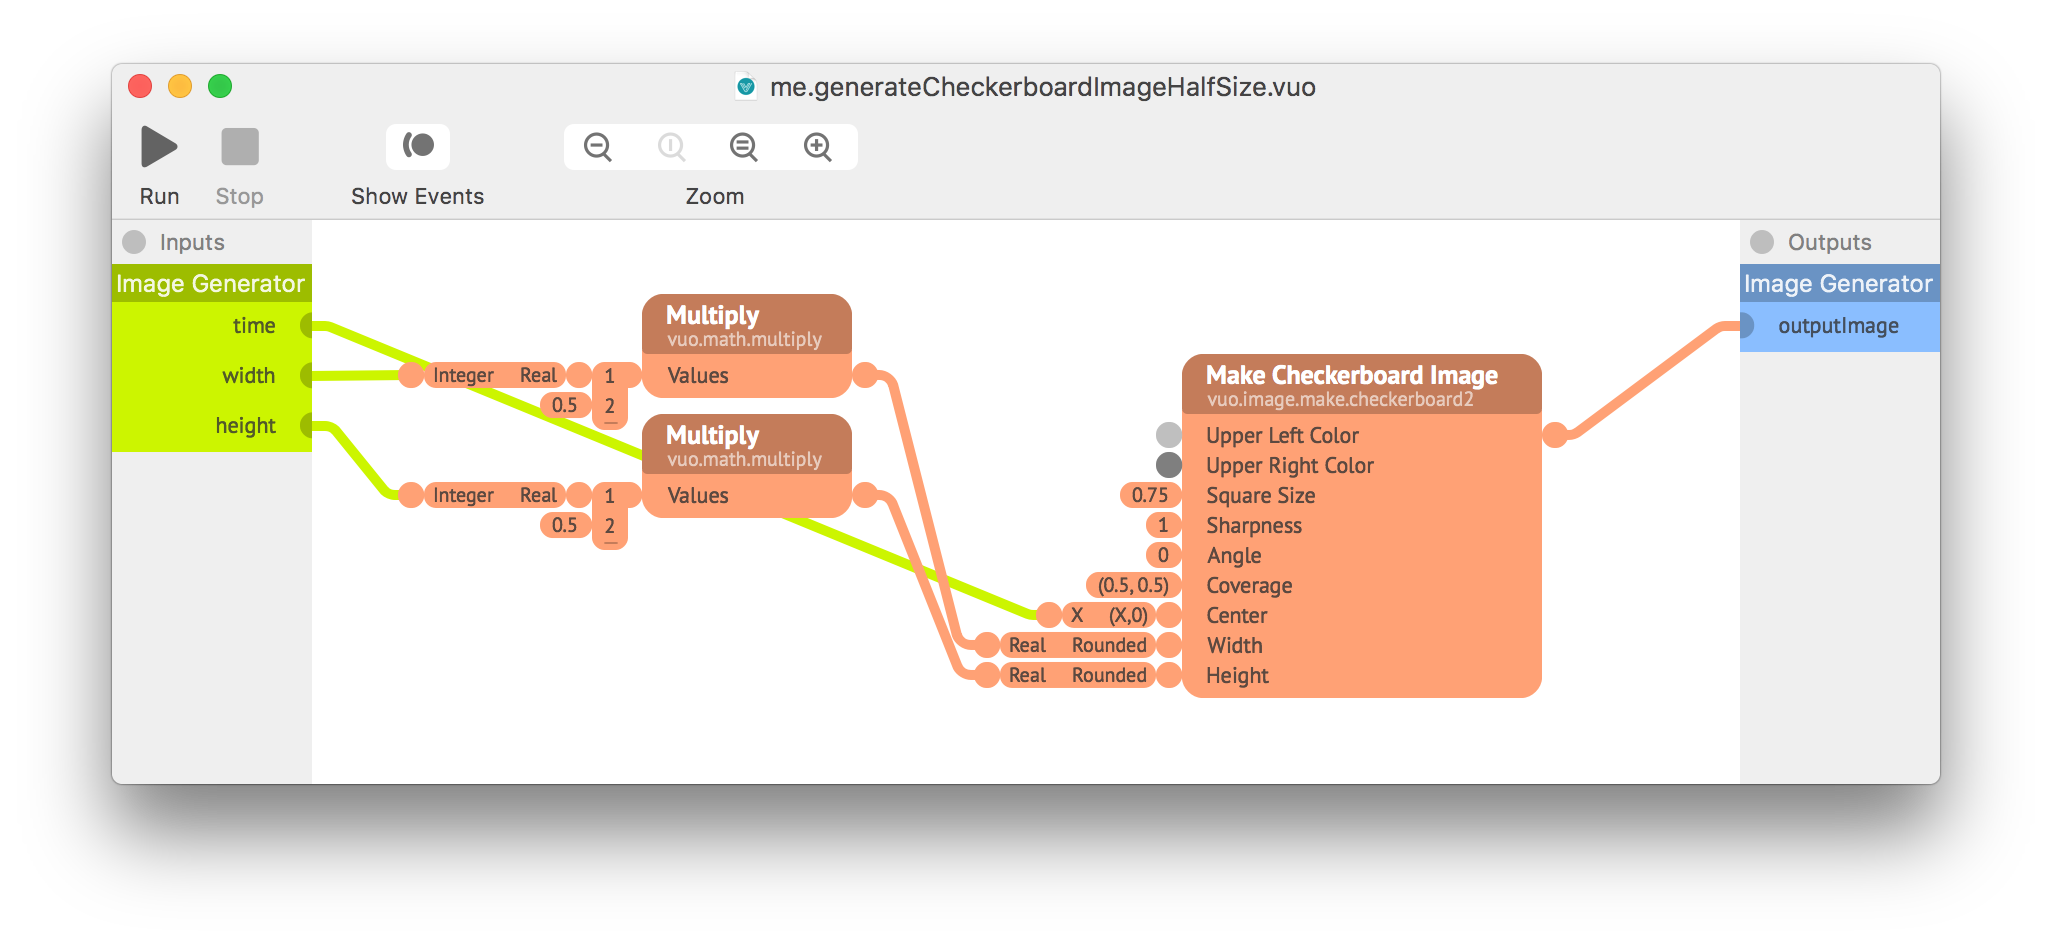 me.generateCheckerboardImageHalfSize.vuo
Run
Stop
Show Events
Zoom
Inputs
Image Generator
time
width
height
Integer Real
1
0.5
2
Multiply
vuo.math.multiply
Values
Integer Real
1
0.5
2
Multiply
vuo.math.multiply
Values
Make Checkerboard Image
vuo.image.make.checkerboard2
Upper Left Color
Upper Right Color
0.75 Square Size
1 Sharpness
0 Angle
(0.5, 0.5) Coverage
X (X,0) Center
Real Rounded Width
Real Rounded Height
Outputs
Image Generator
outputImage